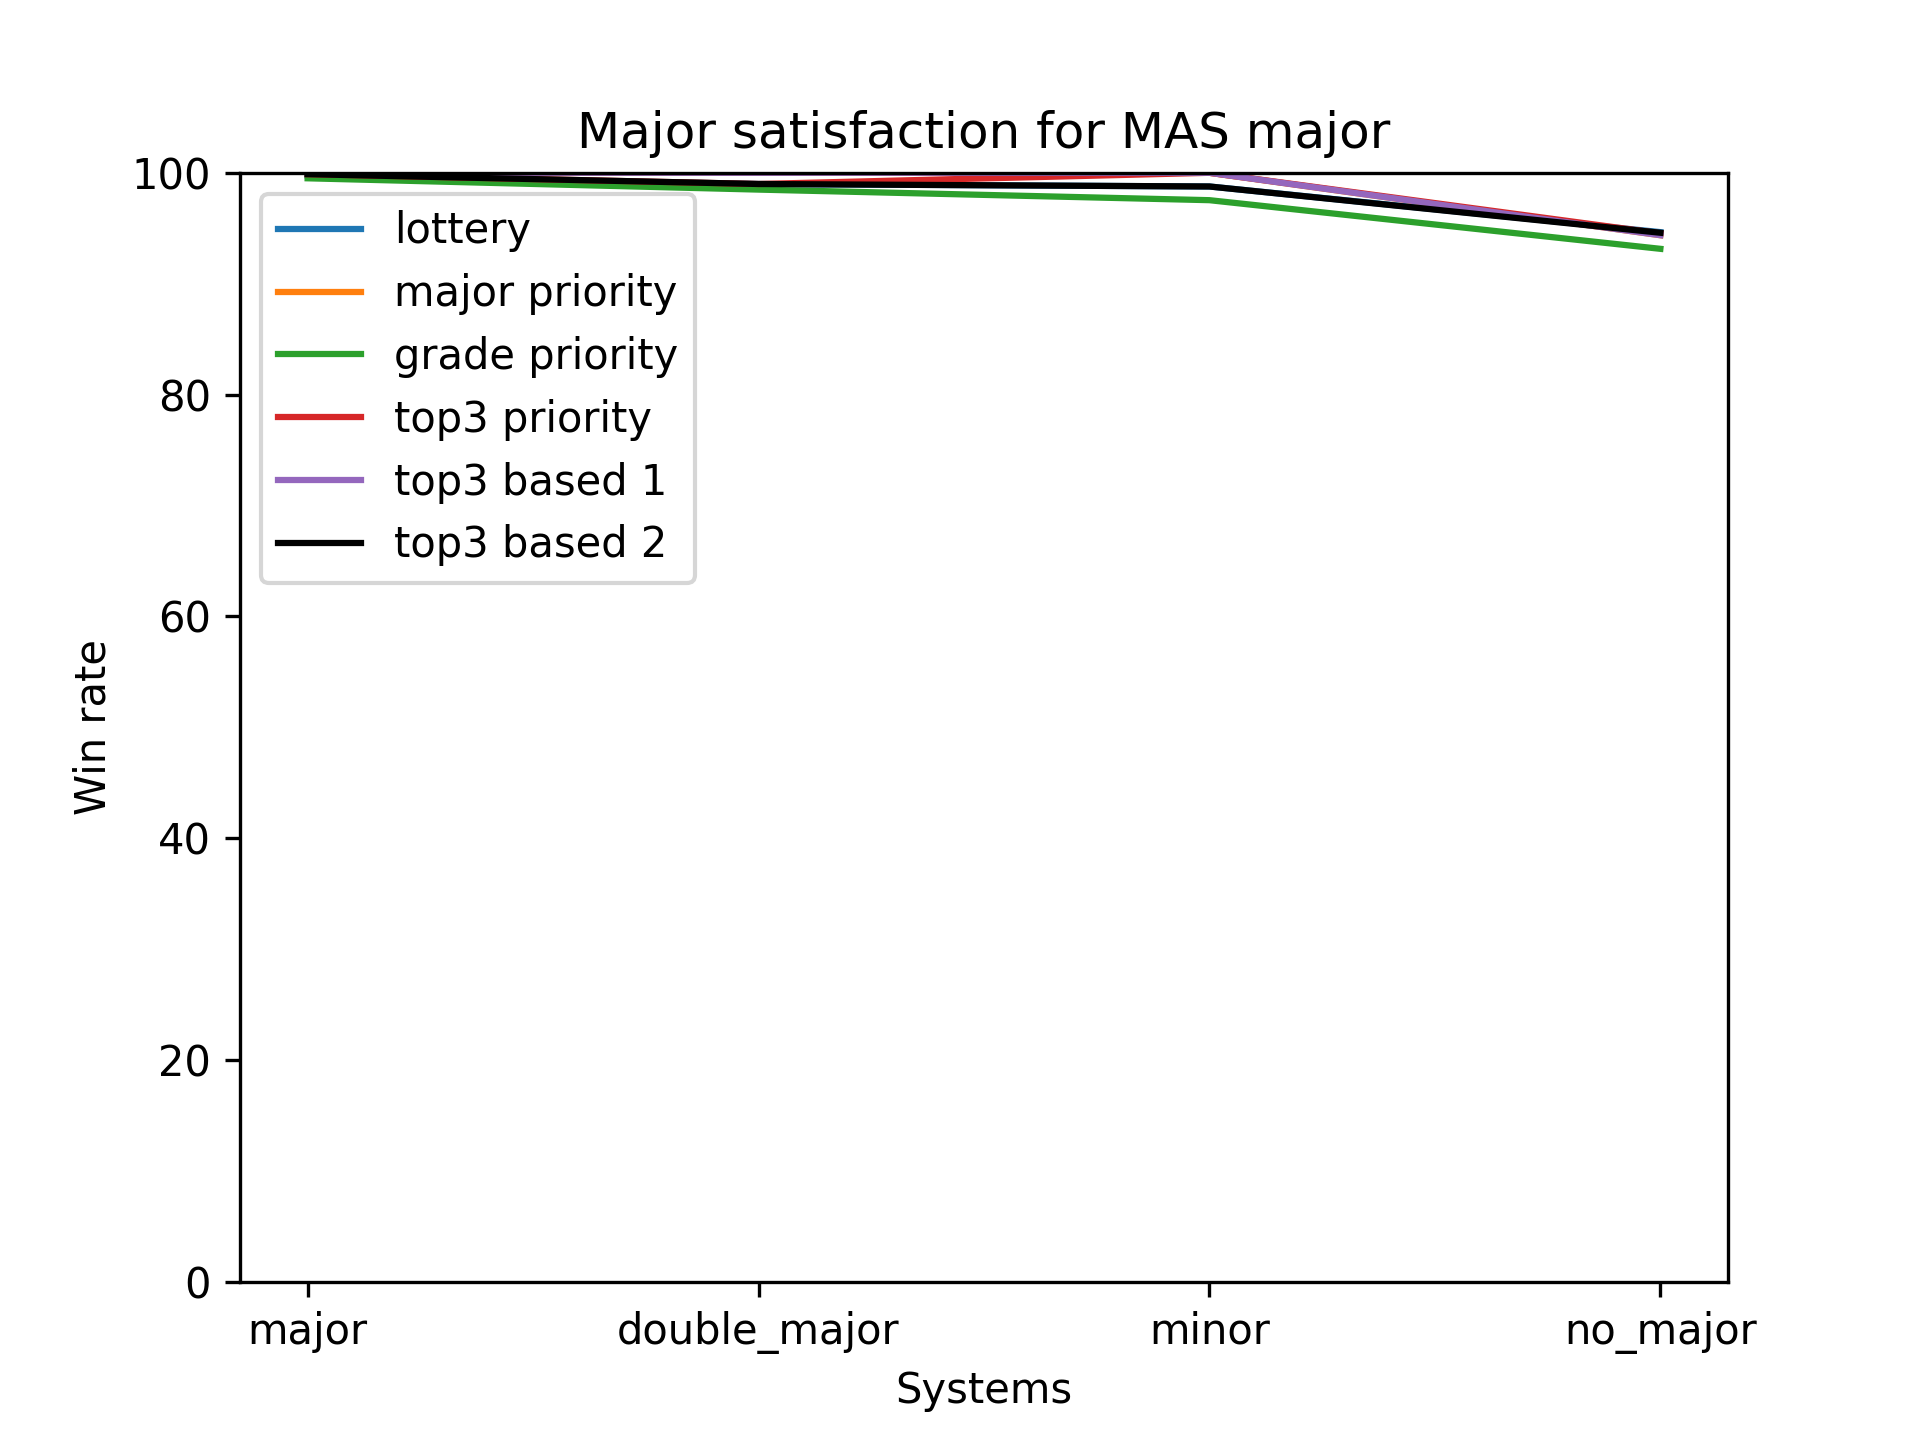 Major satisfaction for MAS major
100
80
60
40
20
0
Win rate
lottery
major priority
grade priority
top3 priority
top3 based 1
top3 based 2
major double_major minor no_major
Systems